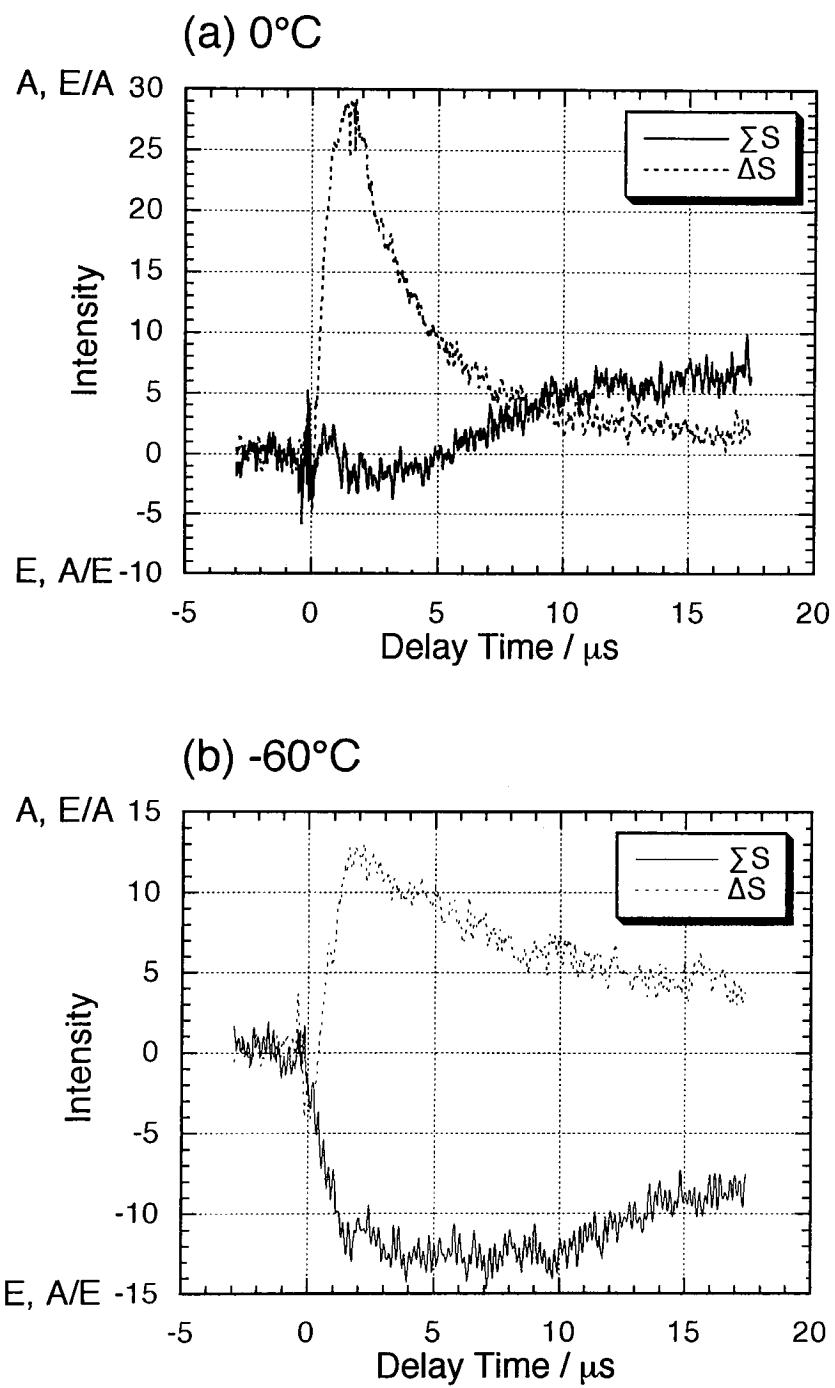 (a) 0°C
A, E/A 30
25
20
15
10
5
0
-5
E, A/E -10
Intensity
ΣS
ΔS
-5 0 5 10 15 20
Delay Time / μs
(b) -60°C
A, E/A 15
10
5
0
-5
-10
E, A/E -15
Intensity
ΣS
ΔS
-5 0 5 10 15 20
Delay Time / μs